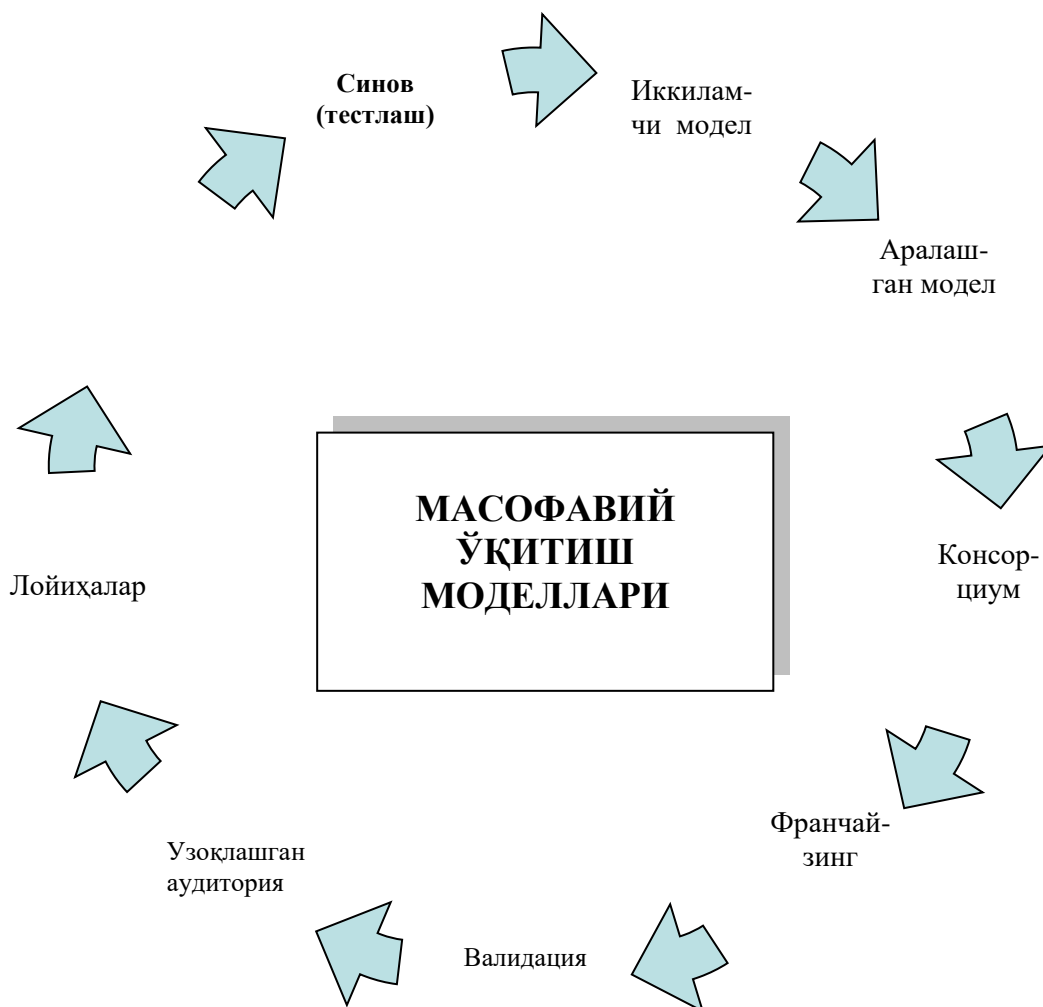 Синов
(тестлаш)
Иккилам-
чи модел
Аралаш-
ган модел
МАСОФАВИЙ
ЎҚИТИШ
МОДЕЛЛАРИ
Консор-
циум
Лойиҳалар
Франчай-
зинг
Узоқлашган
аудитория
Валидация